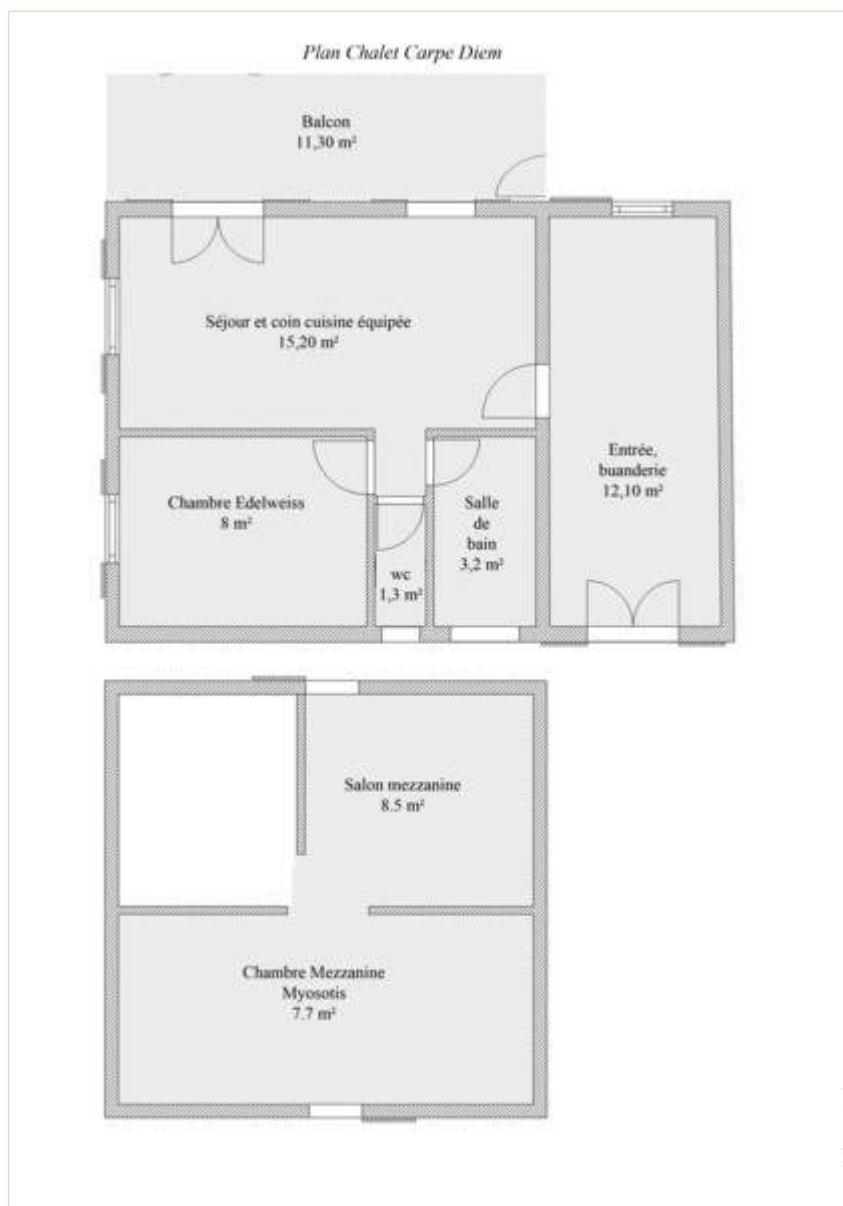 Plan Chalet Carpe Diem
Balcon
11,30 m²
Séjour et coin cuisine équipée
15,20 m²
Entrée,
buanderie
12,10 m²
Chambre Edelweiss
8 m²
Salle
de
bain
3,2 m²
wc
1,3 m²
Salon mezzanine
8.5 m²
Chambre Mezzanine
Myosotis
7.7 m²